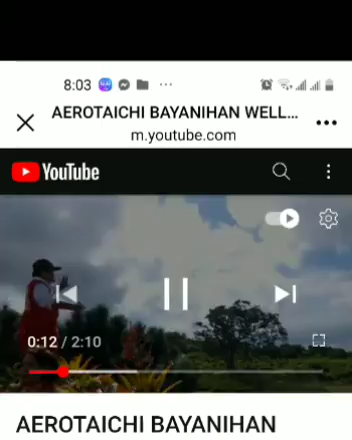 8:03
AEROTAICHI BAYANIHAN WELL...
m.youtube.com
YouTube
0:12 / 2:10
AEROTAICHI BAYANIHAN